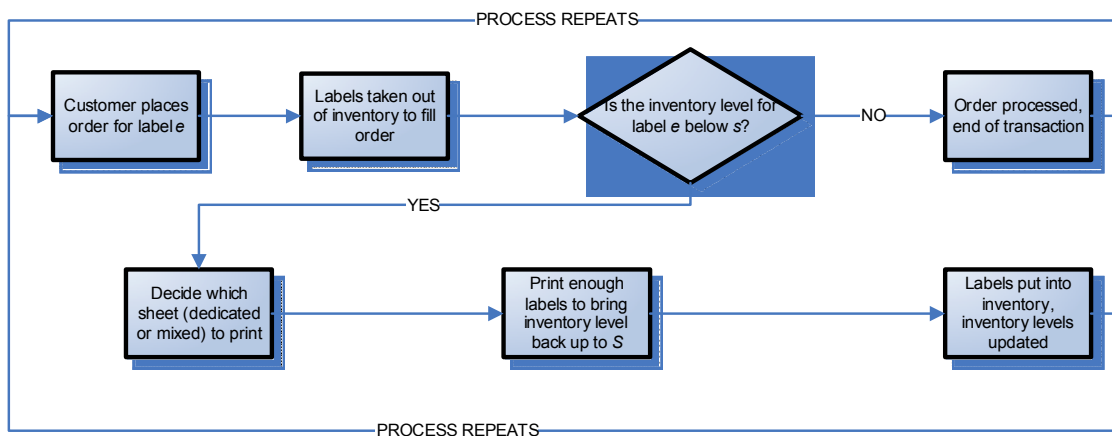 PROCESS REPEATS
Customer places
order for label e
Labels taken out
of inventory to fill
order
Is the inventory level for
label e below s?
NO
Order processed,
end of transaction
YES
Decide which
sheet (dedicated
or mixed) to print
Print enough
labels to bring
inventory level
back up to S
Labels put into
inventory,
inventory levels
updated
PROCESS REPEATS